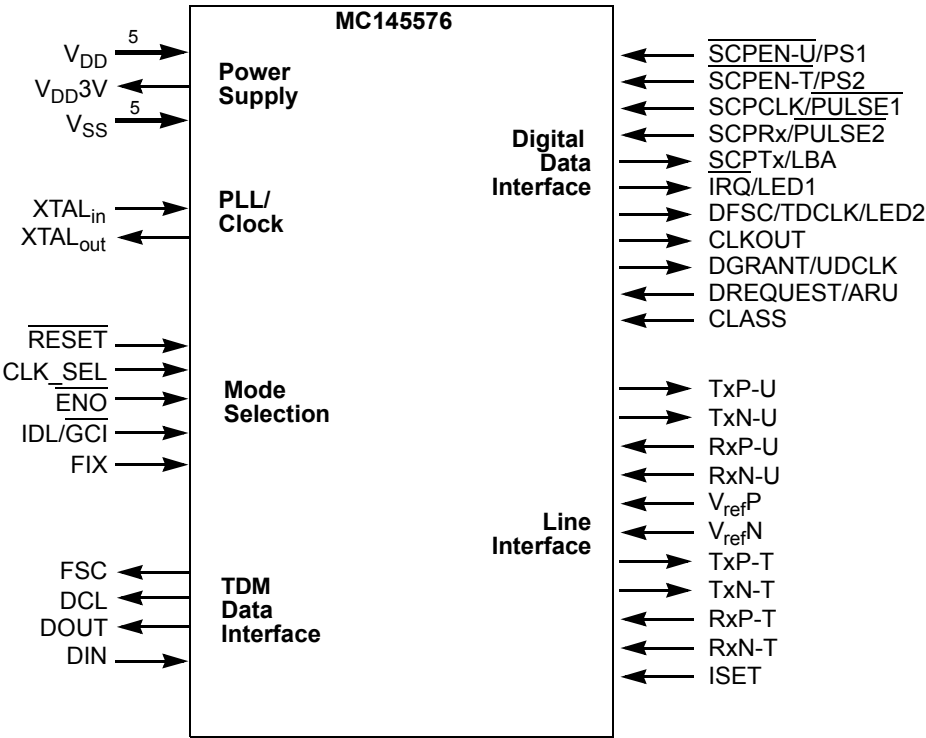 MC145576
5
VDD
VDD3V
5
VSS
XTALin
XTALout
RESET
CLK_SEL
ENO
IDL/GCI
FIX
FSC
DCL
DOUT
DIN
Power
Supply
PLL/
Clock
Mode
Selection
TDM
Data
Interface
Digital
Data
Interface
Line
Interface
SCPEN-U/PS1
SCPEN-T/PS2
SCPCLK/PULSE1
SCPRx/PULSE2
SCPTx/LBA
IRQ/LED1
DFSC/TDCLK/LED2
CLKOUT
DGRANT/UDCLK
DREQUEST/ARU
CLASS
TxP-U
TxN-U
RxP-U
RxN-U
VrefP
VrefN
TxP-T
TxN-T
RxP-T
RxN-T
ISET